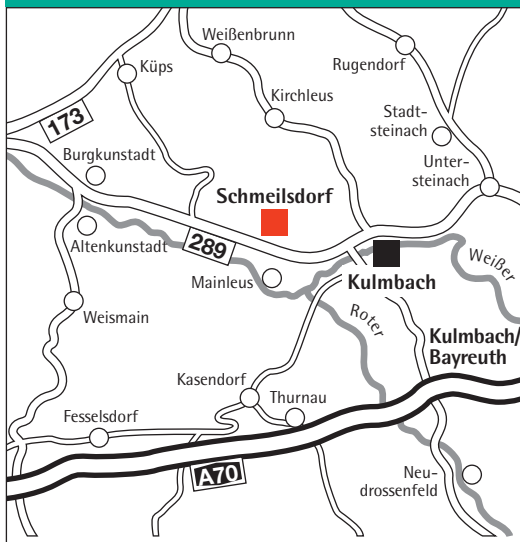 Weißenbrunn
Rugendorf
Küps
Kirchleus
Stadt-
steinach
173
Burgkunstadt
Unter-
steinach
Schmeilsdorf
Altenkunstadt
289
Mainleus
Kulmbach
Weißer
Weismain
Roter
Kulmbach/
Bayreuth
Kasendorf
Thurnau
Fesselsdorf
A70
Neu-
drossenfeld